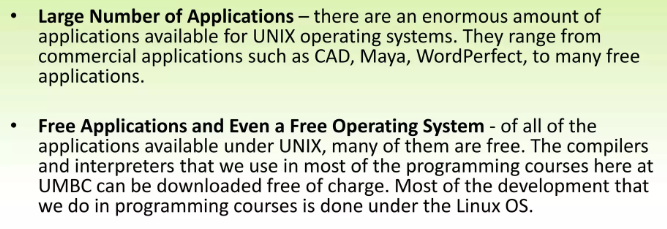 • Large Number of Applications – there are an enormous amount of
applications available for UNIX operating systems. They range from
commercial applications such as CAD, Maya, WordPerfect, to many free
applications.
• Free Applications and Even a Free Operating System - of all of the
applications available under UNIX, many of them are free. The compilers
and interpreters that we use in most of the programming courses here at
UMBC can be downloaded free of charge. Most of the development that
we do in programming courses is done under the Linux OS.